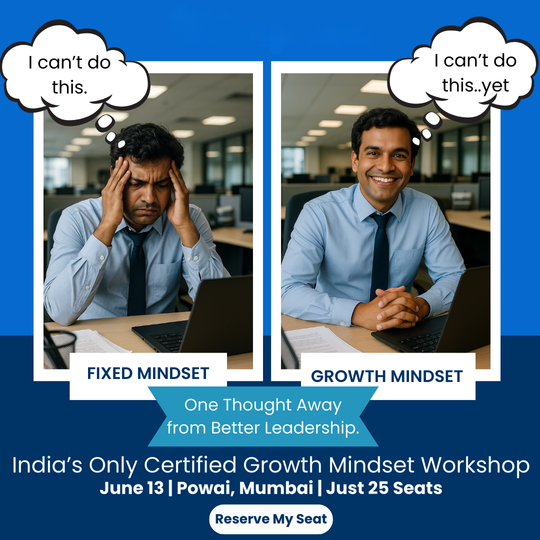 I can't do
this.
I can't do
this..yet
FIXED MINDSET
GROWTH MINDSET
One Thought Away
from Better Leadership.
India's Only Certified Growth Mindset Workshop
June 13 | Powai, Mumbai | Just 25 Seats
Reserve My Seat